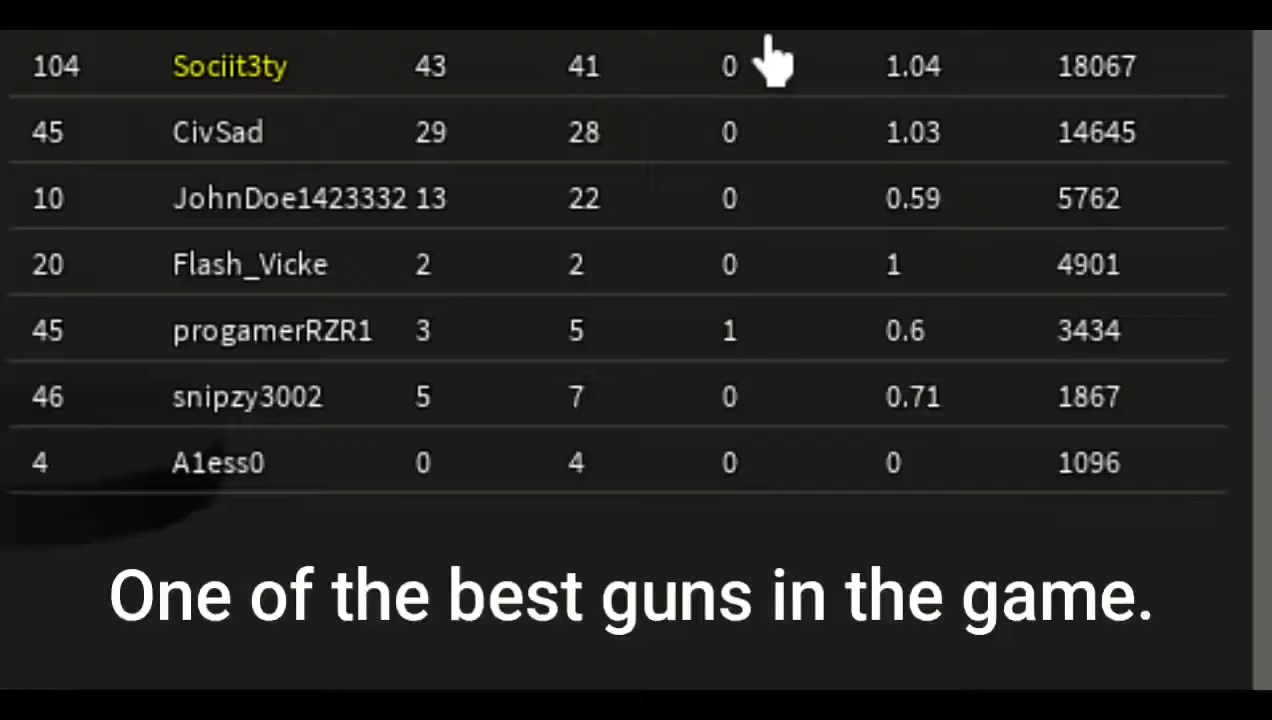 104 Sociit3ty 43 41 0 1.04 18067
45 CivSad 29 28 0 1.03 14645
10 JohnDoe1423332 13 22 0 0.59 5762
20 Flash_Vicke 2 2 0 1 4901
45 progamerRZR1 3 5 1 0.6 3434
46 snipzy3002 5 7 0 0.71 1867
4 A1ess0 0 4 0 0 1096
One of the best guns in the game.